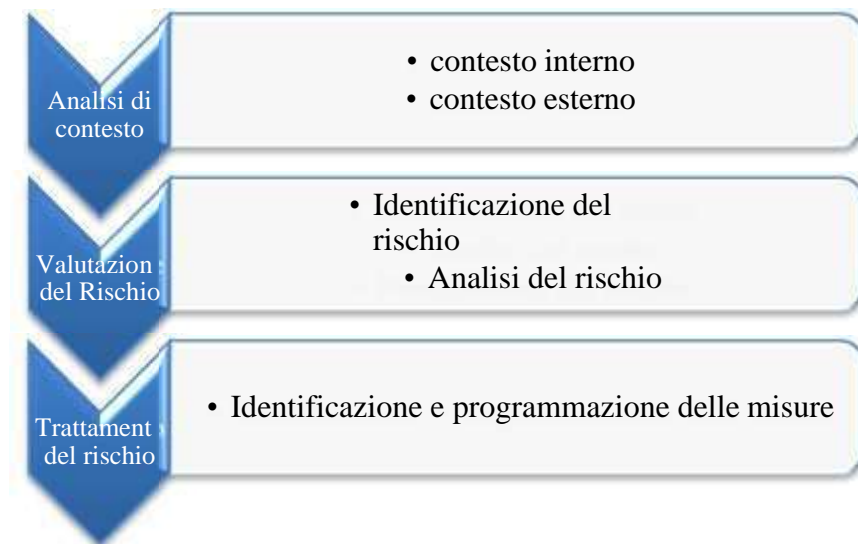 Analisi di
contesto
• contesto interno
• contesto esterno
Valutazion
del Rischio
• Identificazione del
rischio
• Analisi del rischio
Trattament
del rischio
• Identificazione e programmazione delle misure